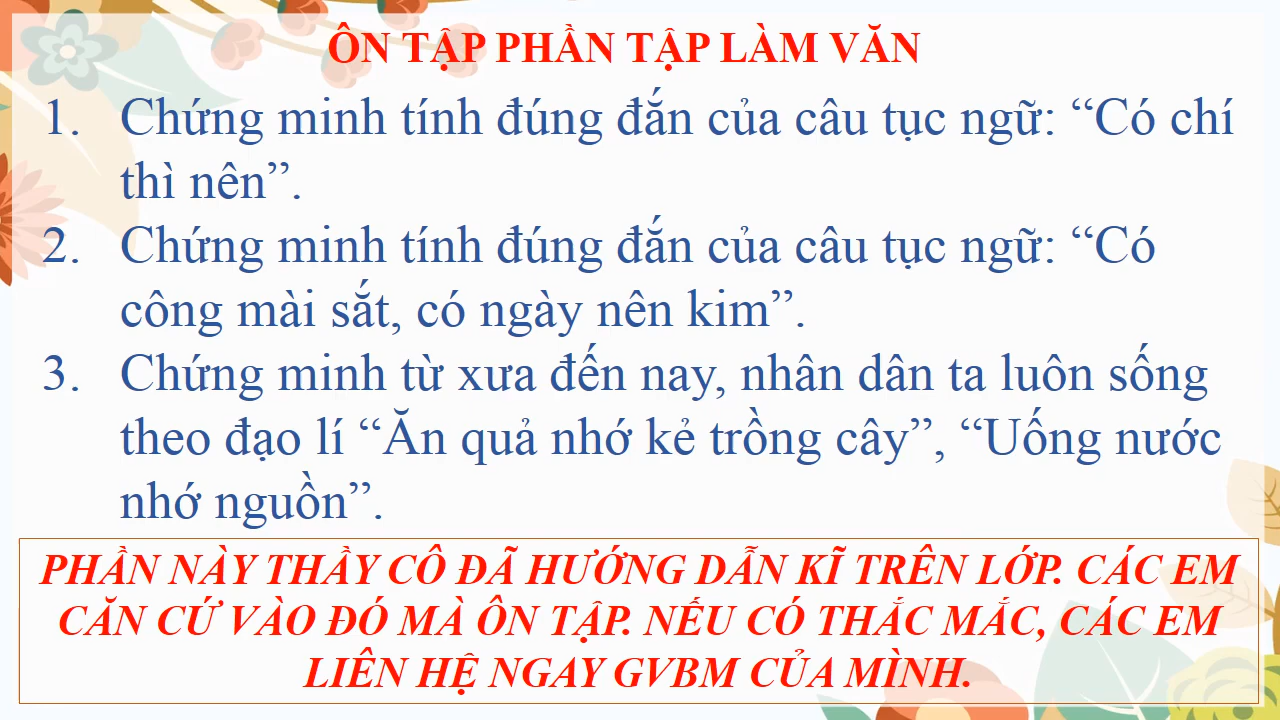 ÔN TẬP PHẦN TẬP LÀM VĂN
1. Chứng minh tính đúng đắn của câu tục ngữ: “Có chí
thì nên”.
2. Chứng minh tính đúng đắn của câu tục ngữ: “Có
công mài sắt, có ngày nên kim”.
3. Chứng minh từ xưa đến nay, nhân dân ta luôn sống
theo đạo lí “Ăn quả nhớ kẻ trồng cây”, “Uống nước
nhớ nguồn”.
PHẦN NÀY THẦY CÔ ĐÃ HƯỚNG DẪN KĨ TRÊN LỚP. CÁC EM
CĂN CỨ VÀO ĐÓ MÀ ÔN TẬP. NẾU CÓ THẮC MẮC, CÁC EM
LIÊN HỆ NGAY GVBM CỦA MÌNH.